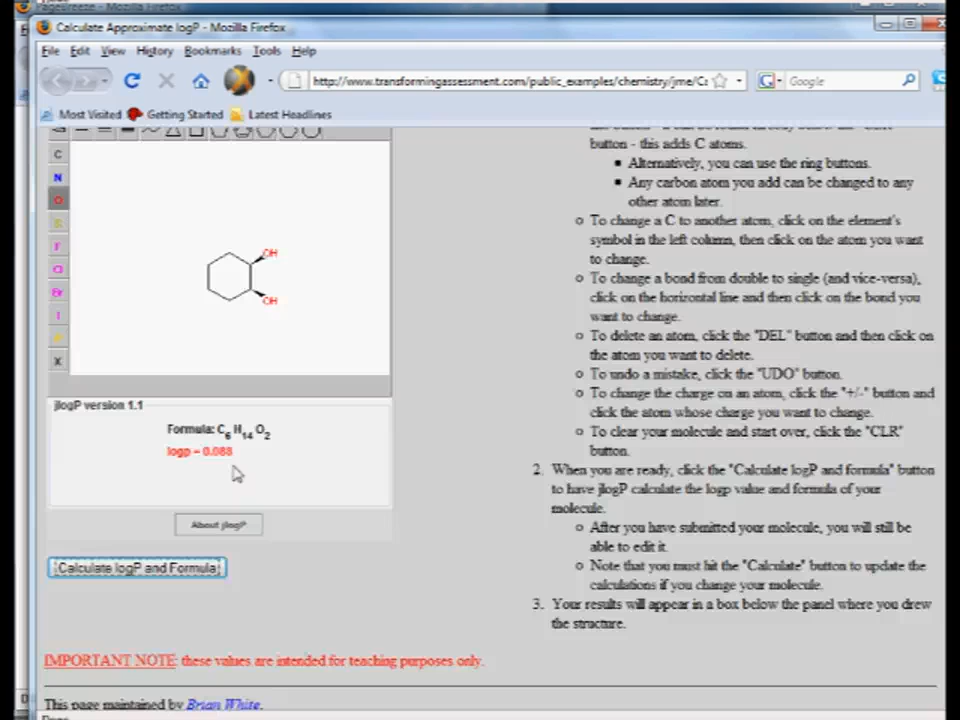 PageBreeze - Mozilla Firefox
Calculate Approximate logP - Mozilla Firefox
File Edit View History Bookmarks Tools Help
http://www.transformingassessment.com/public_examples/chemistry/jme/C
Google
Most Visited Getting Started Latest Headlines
button - this adds C atoms.
Alternatively, you can use the ring buttons.
Any carbon atom you add can be changed to any
other atom later.
To change a C to another atom, click on the element's
symbol in the left column, then click on the atom you want
to change.
To change a bond from double to single (and vice-versa),
click on the horizontal line and then click on the bond you
want to change.
To delete an atom, click the "DEL" button and then click on
the atom you want to delete.
To undo a mistake, click the "UDO" button.
To change the charge on an atom, click the "+/-" button and
click the atom whose charge you want to change.
To clear your molecule and start over, click the "CLR"
button.
2. When you are ready, click the "Calculate logP and formula" button
to have jlogP calculate the logp value and formula of your
molecule.
After you have submitted your molecule, you will still be
able to edit it.
Note that you must hit the "Calculate" button to update the
calculations if you change your molecule.
3. Your results will appear in a box below the panel where you drew
the structure.
C
N
O
S
F
Cl
Br
I
X
OH
OH
jlogP version 1.1
Formula: C6 H14 O2
logp = 0.088
About jlogP
Calculate logP and Formula
IMPORTANT NOTE: these values are intended for teaching purposes only.
This page maintained by Brian White.